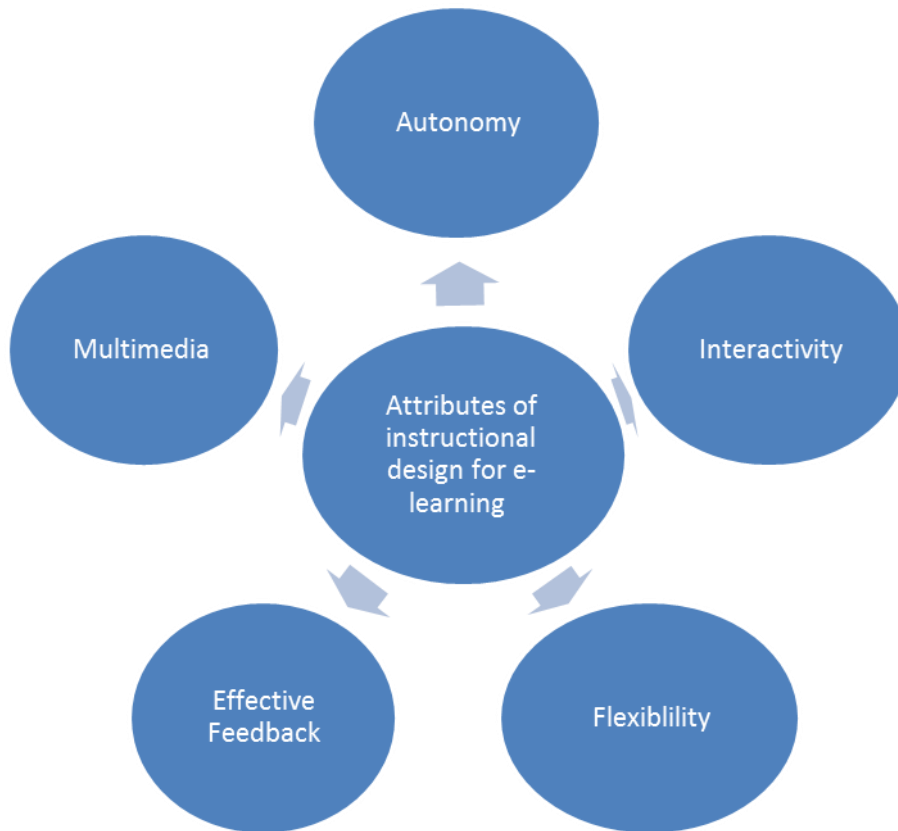 Autonomy
Multimedia
Interactivity
Attributes of
instructional
design for e-
learning
Effective
Feedback
Flexiblility